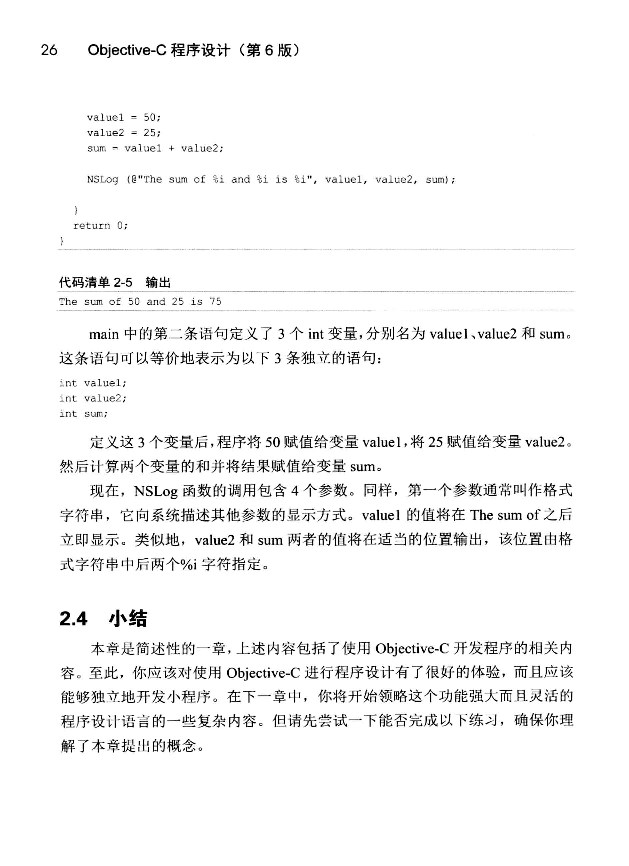 26 Objective-C 程序设计（第 6 版）
value1 = 50;
value2 = 25;
sum = value1 + value2;
NSLog (@"The sum of %i and %i is %i", value1, value2, sum);
}
return 0;
}
代码清单 2-5 输出
The sum of 50 and 25 is 75
main 中的第二条语句定义了 3 个 int 变量，分别名为 value1、value2 和 sum。
这条语句可以等价地表示为以下 3 条独立的语句：
int value1;
int value2;
int sum;
定义这 3 个变量后，程序将 50 赋值给变量 value1，将 25 赋值给变量 value2。
然后计算两个变量的和并将结果赋值给变量 sum。
现在，NSLog 函数的调用包含 4 个参数。同样，第一个参数通常叫作格式
字符串，它向系统描述其他参数的显示方式。value1 的值将在 The sum of 之后
立即显示。类似地，value2 和 sum 两者的值将在适当的位置输出，该位置由格
式字符串中后两个%i 字符指定。
2.4 小结
本章是简述性的一章，上述内容包括了使用 Objective-C 开发程序的相关内
容。至此，你应该对使用 Objective-C 进行程序设计有了很好的体验，而且应该
能够独立地开发小程序。在下一章中，你将开始领略这个功能强大而且灵活的
程序设计语言的一些复杂内容。但请先尝试一下能否完成以下练习，确保你理
解了本章提出的概念。